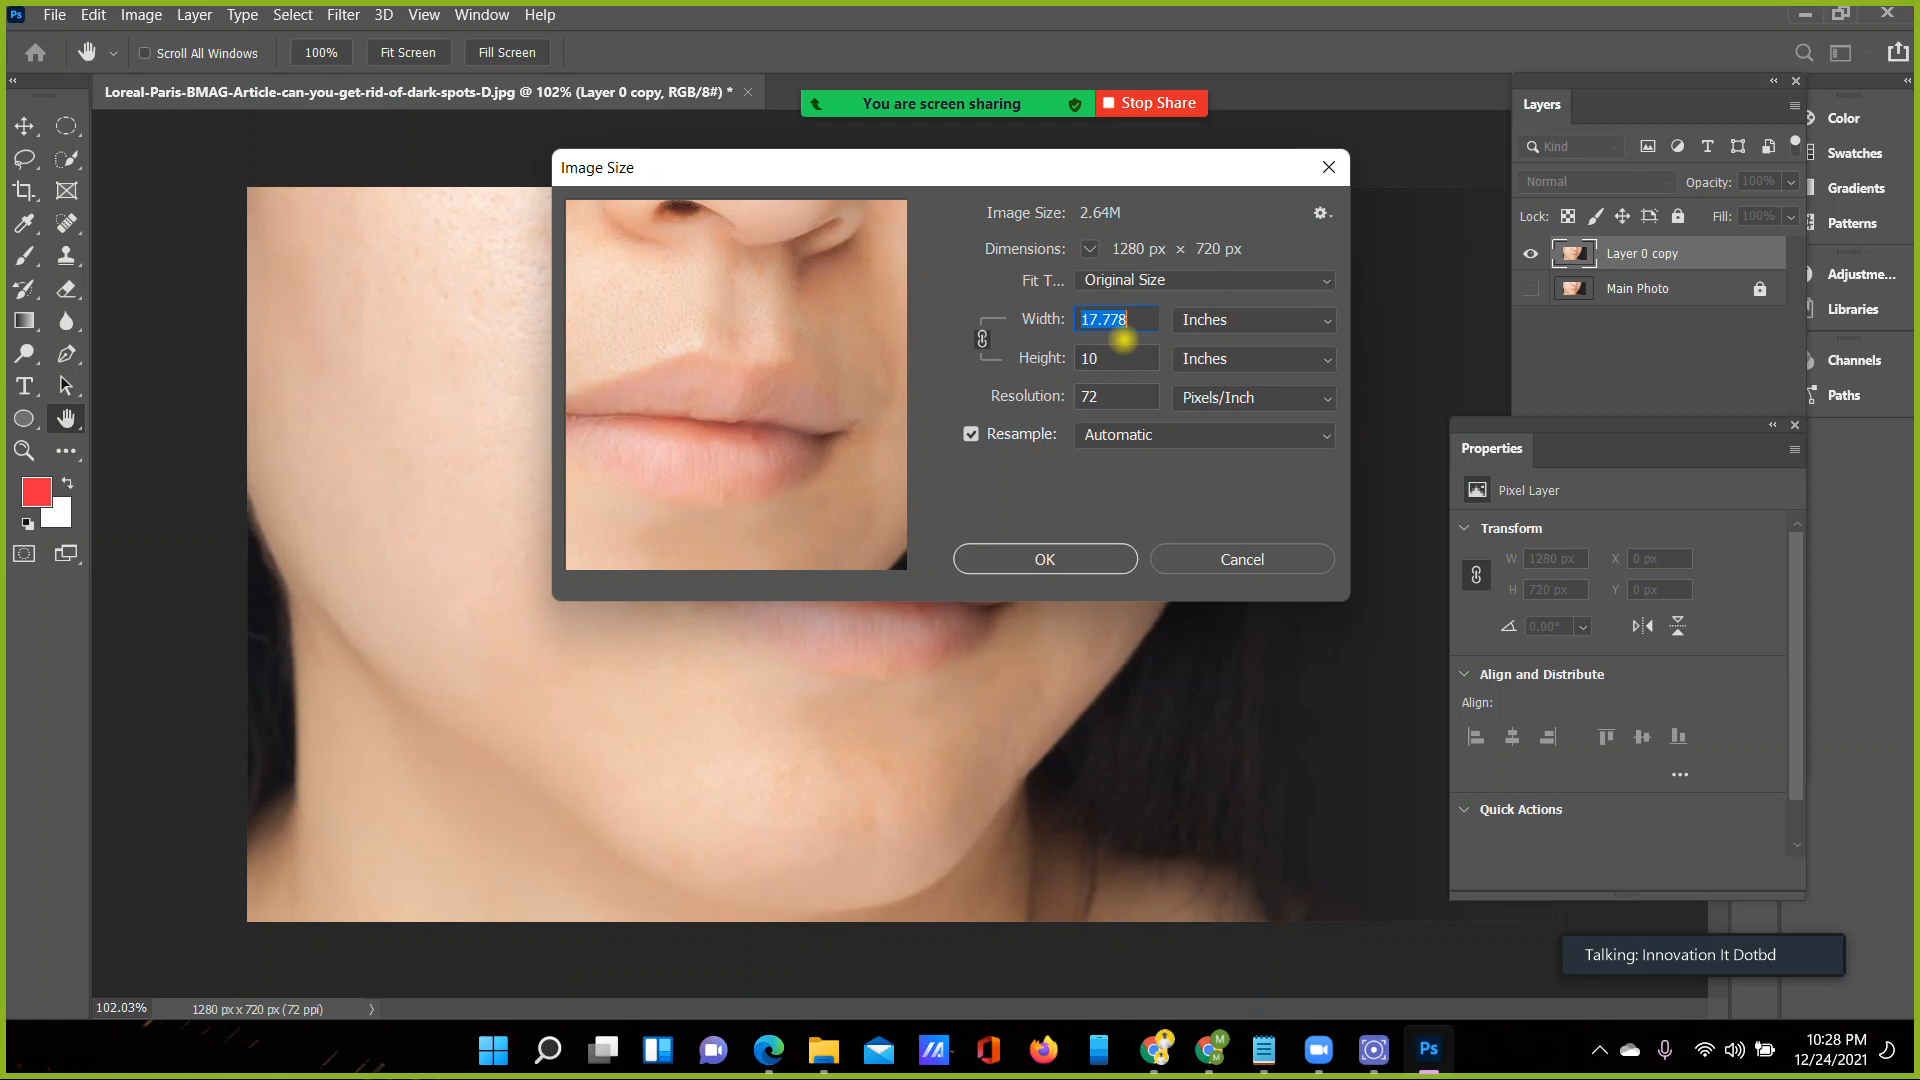 Ps File Edit Image Layer Type Select Filter 3D View Window Help
Scroll All Windows 100% Fit Screen Fill Screen
Loreal-Paris-BMAG-Article-can-you-get-rid-of-dark-spots-D.jpg @ 102% (Layer 0 copy, RGB/8#) *
You are screen sharing Stop Share
Image Size
Image Size: 2.64M
Dimensions: 1280 px × 720 px
Fit T... Original Size
Width: 17.778 Inches
Height: 10 Inches
Resolution: 72 Pixels/Inch
Resample: Automatic
OK Cancel
Layers
Kind
Normal Opacity: 100%
Lock: Fill: 100%
Layer 0 copy
Main Photo
Color
Swatches
Gradients
Patterns
Adjustme...
Libraries
Channels
Paths
Properties
Pixel Layer
Transform
W 1280 px X 0 px
H 720 px Y 0 px
0.00°
Align and Distribute
Align:
Quick Actions
Talking: Innovation It Dotbd
102.03% 1280 px x 720 px (72 ppi)
Ps
10:28 PM
12/24/2021